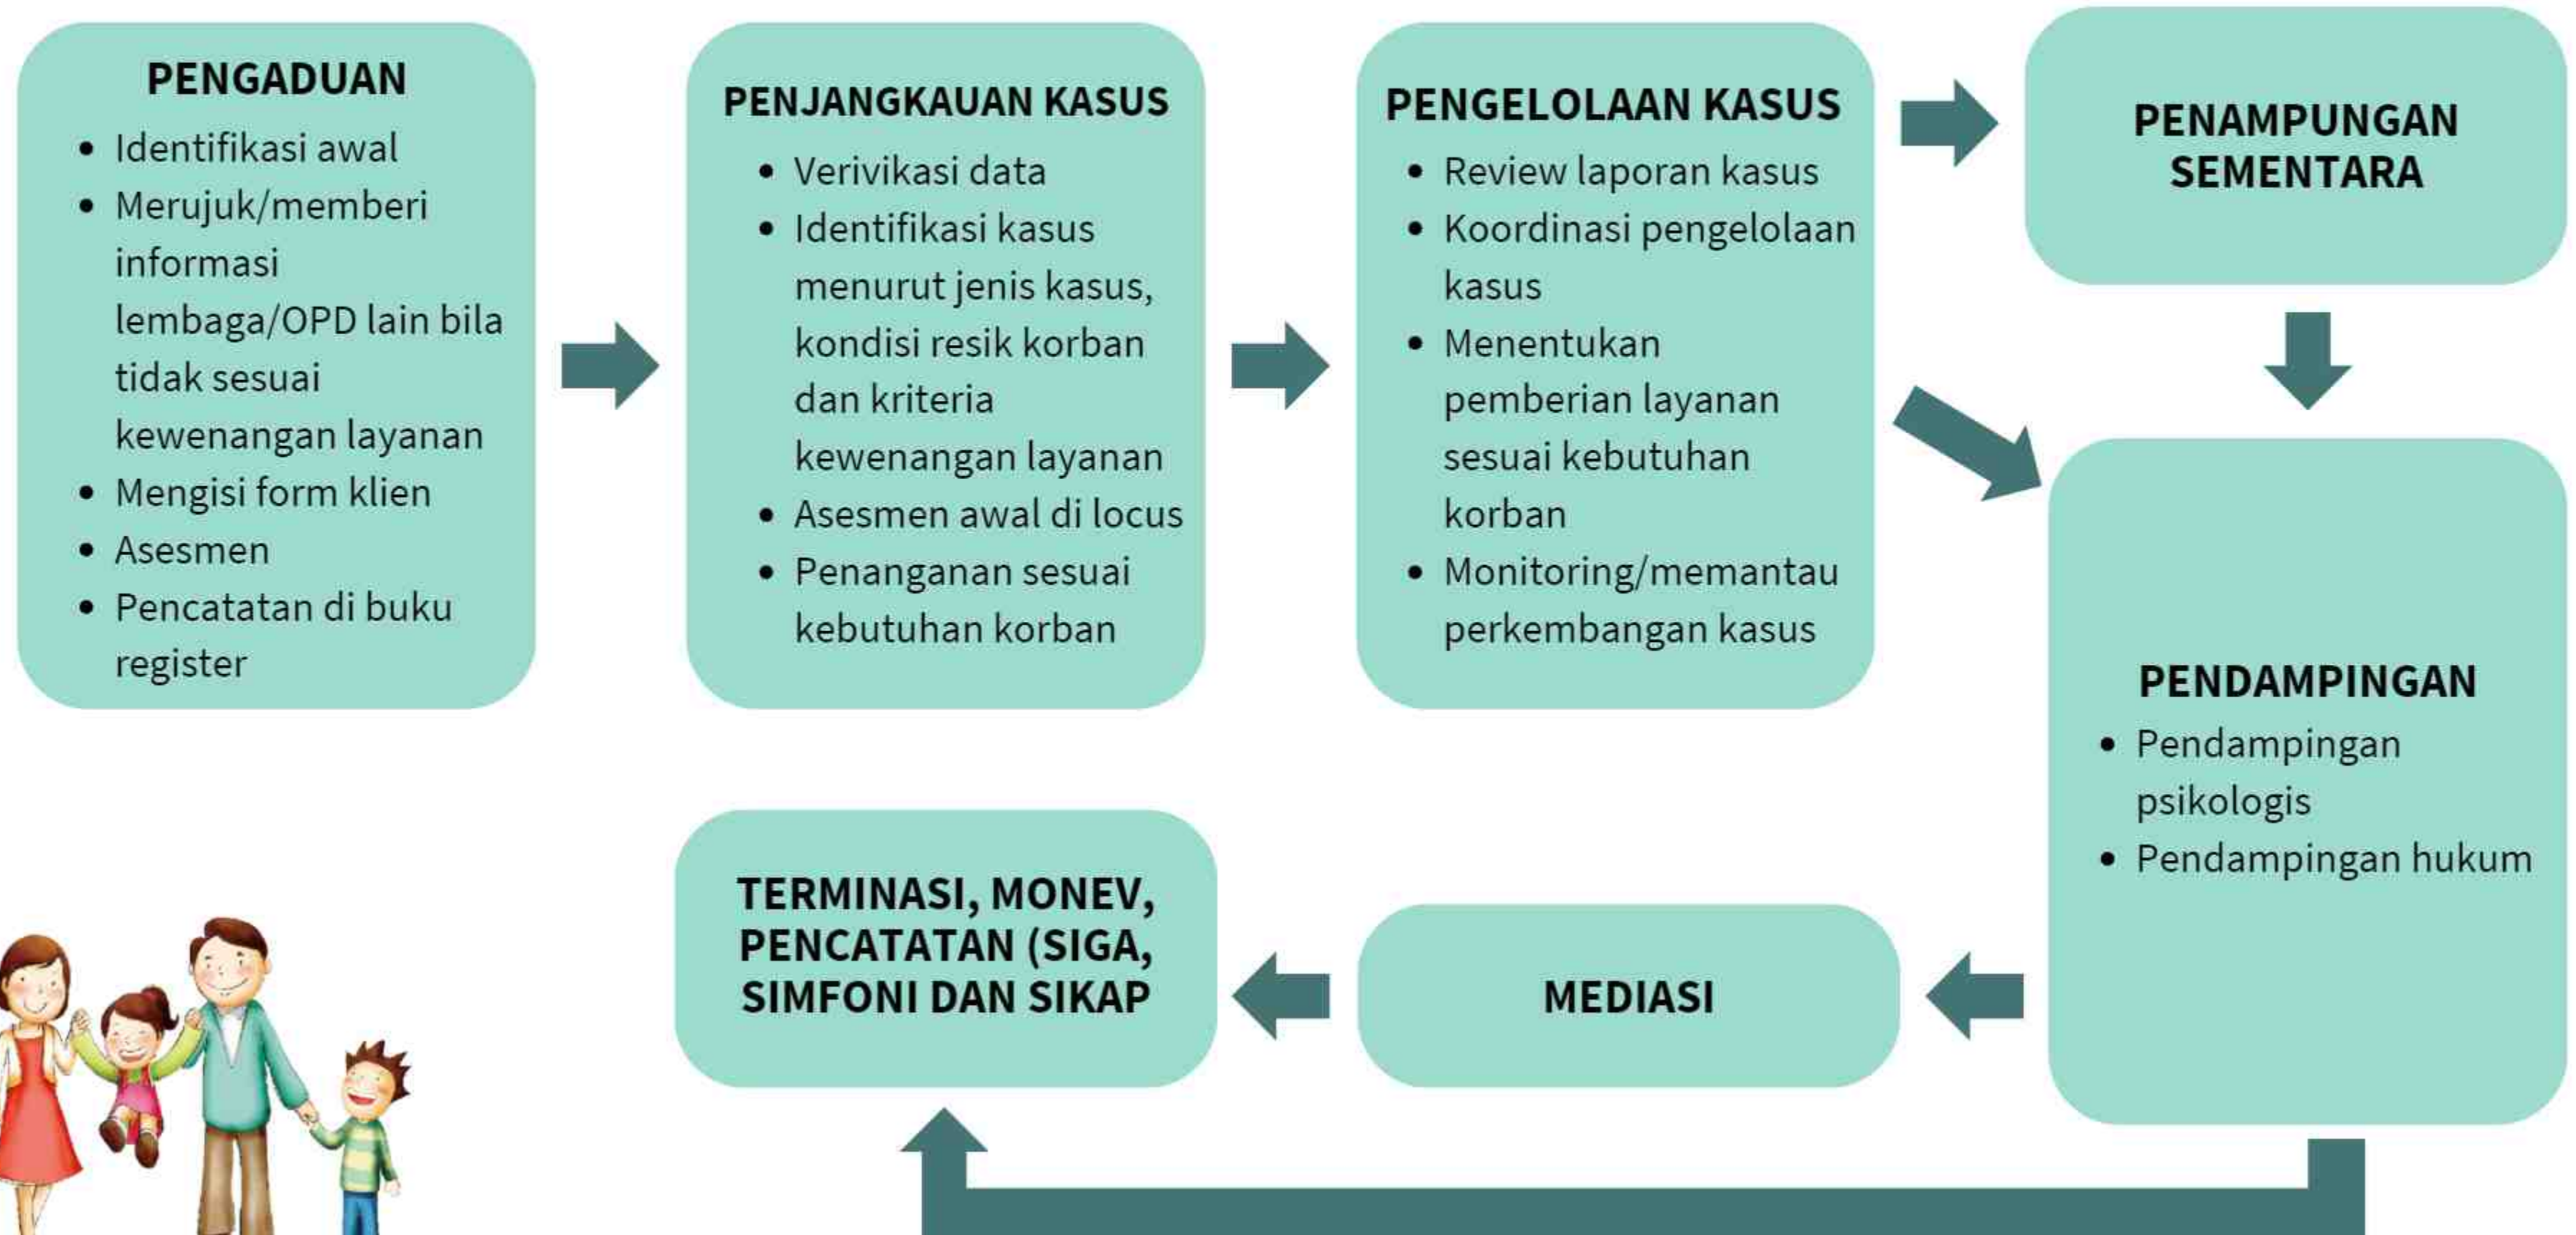 PENGADUAN
• Identifikasi awal
• Merujuk/memberi
informasi
lembaga/OPD lain bila
tidak sesuai
kewenangan layanan
• Mengisi form klien
• Asesmen
• Pencatatan di buku
register
PENJANGKAUAN KASUS
• Verivikasi data
• Identifikasi kasus
menurut jenis kasus,
kondisi resik korban
dan kriteria
kewenangan layanan
• Asesmen awal di locus
• Penanganan sesuai
kebutuhan korban
PENGELOLAAN KASUS
• Review laporan kasus
• Koordinasi pengelolaan
kasus
• Menentukan
pemberian layanan
sesuai kebutuhan
korban
• Monitoring/memantau
perkembangan kasus
PENAMPUNGAN
SEMENTARA
PENDAMPINGAN
• Pendampingan
psikologis
• Pendampingan hukum
MEDIASI
TERMINASI, MONEV,
PENCATATAN (SIGA,
SIMFONI DAN SIKAP